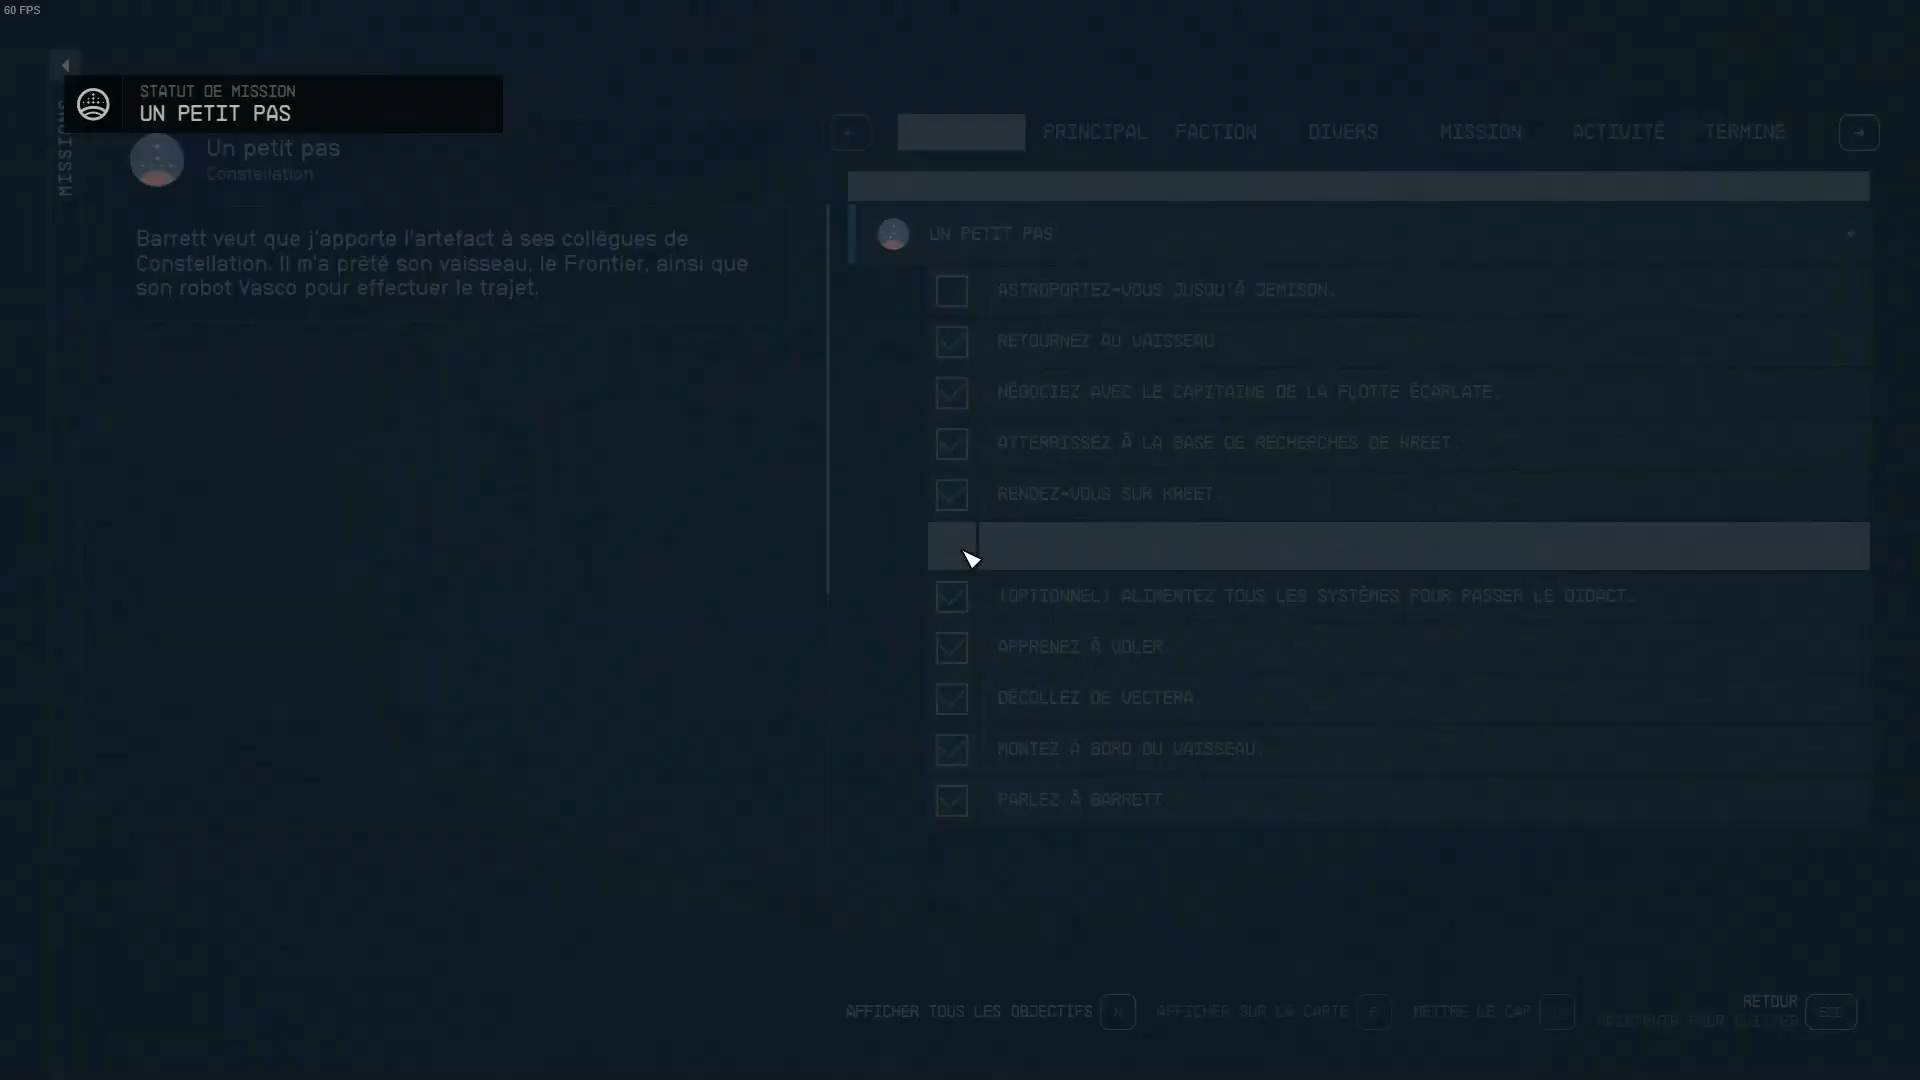 60 FPS
STATUT DE MISSION
UN PETIT PAS
MISSIONS
Un petit pas
Constellation
Barrett veut que j'apporte l'artefact à ses collègues de
Constellation. Il m'a prêté son vaisseau, le Frontier, ainsi que
son robot Vasco pour effectuer le trajet.
PRINCIPAL FACTION DIVERS MISSION ACTIVITÉ TERMINÉ
UN PETIT PAS
ASTROPORTEZ-VOUS JUSQU'À JEMISON.
RETOURNEZ AU VAISSEAU
NÉGOCIEZ AVEC LE CAPITAINE DE LA FLOTTE ÉCARLATE.
ATTERRISSEZ À LA BASE DE RECHERCHES DE KREET.
RENDEZ-VOUS SUR KREET.
(OPTIONNEL) ALIMENTEZ TOUS LES SYSTÈMES POUR PASSER LE DIDACT…
APPRENEZ À VOLER.
DÉCOLLEZ DE VECTERA.
MONTEZ À BORD DU VAISSEAU.
PARLEZ À BARRETT.
AFFICHER TOUS LES OBJECTIFS N AFFICHER SUR LA CARTE METTRE LE CAP RETOUR ESC
MAINTENIR POUR QUITTER